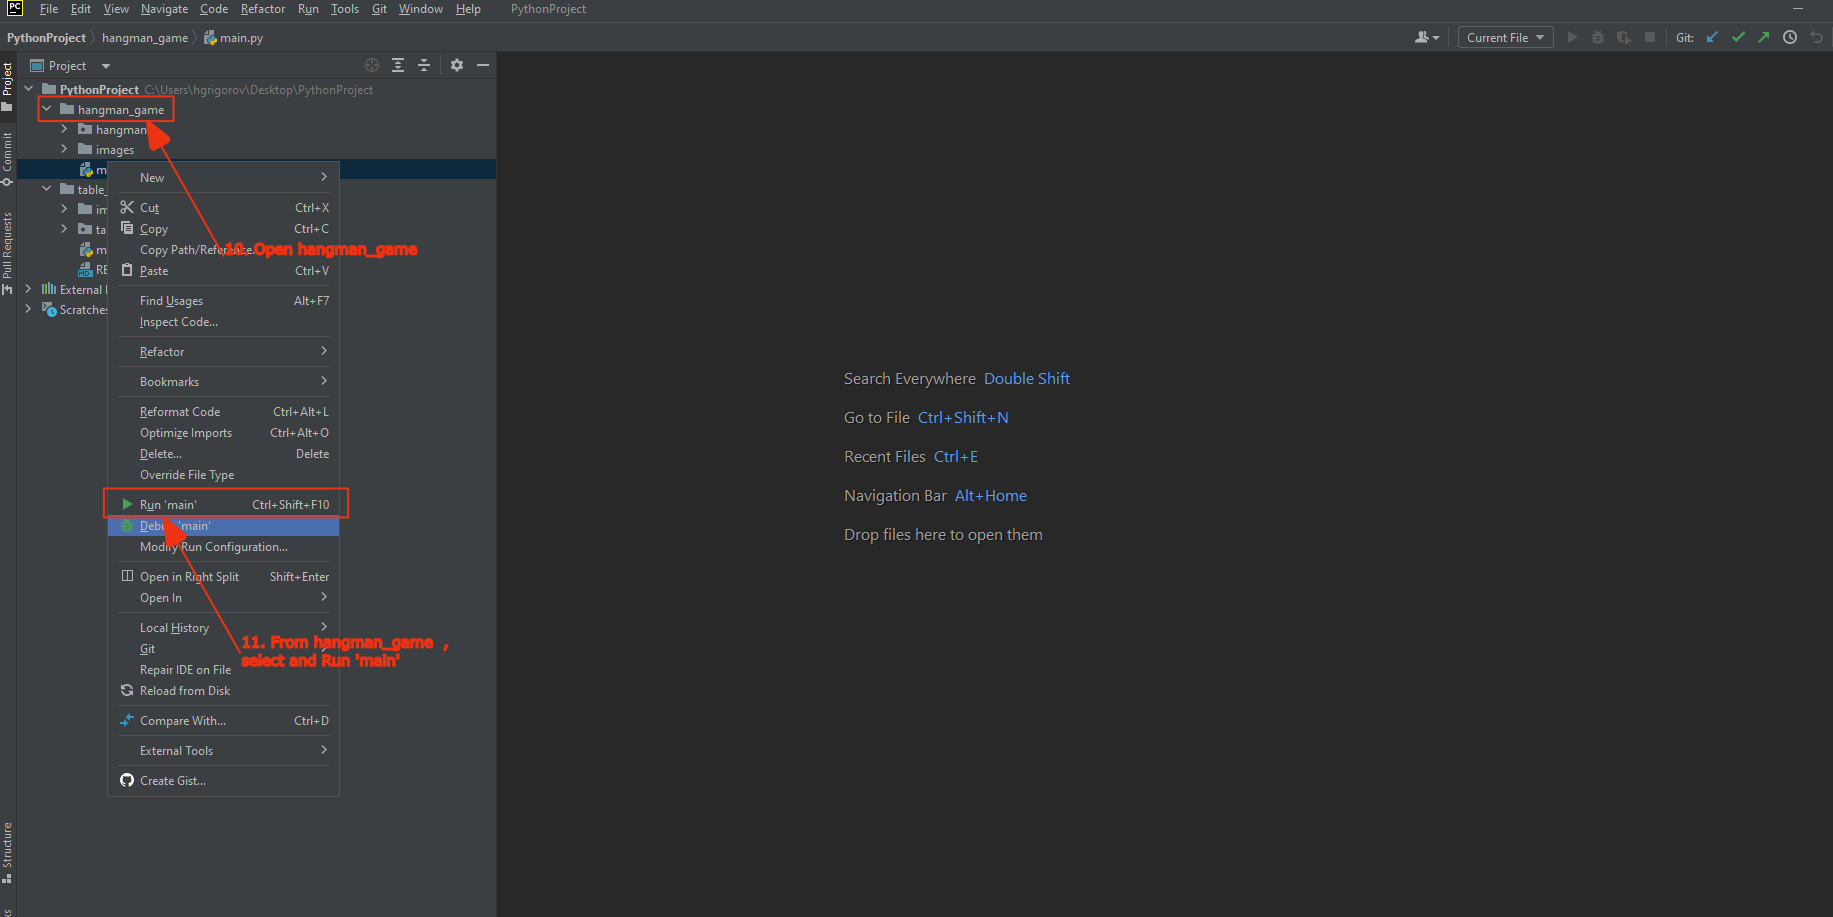 PC
File Edit View Navigate Code Refactor Run Tools Git Window Help PythonProject
PythonProject hangman_game main.py
Current File Git:
Project
Project
Commit
Pull Requests
Structure
PythonProject C:\Users\hgrigorov\Desktop\PythonProject
hangman_game
hangman
images
m
table_
im
ta
m
RE
External
Scratches
New
Cut Ctrl+X
Copy Ctrl+C
Copy Path/Reference...
10. Open hangman_game
Paste Ctrl+V
Find Usages Alt+F7
Inspect Code...
Refactor
Bookmarks
Reformat Code Ctrl+Alt+L
Optimize Imports Ctrl+Alt+O
Delete... Delete
Override File Type
Run 'main' Ctrl+Shift+F10
Debug 'main'
Modify Run Configuration...
Open in Right Split Shift+Enter
Open In
Local History
Git
Repair IDE on File
Reload from Disk
11. From hangman_game ,
select and Run 'main'
Compare With... Ctrl+D
External Tools
Create Gist...
Search Everywhere Double Shift
Go to File Ctrl+Shift+N
Recent Files Ctrl+E
Navigation Bar Alt+Home
Drop files here to open them